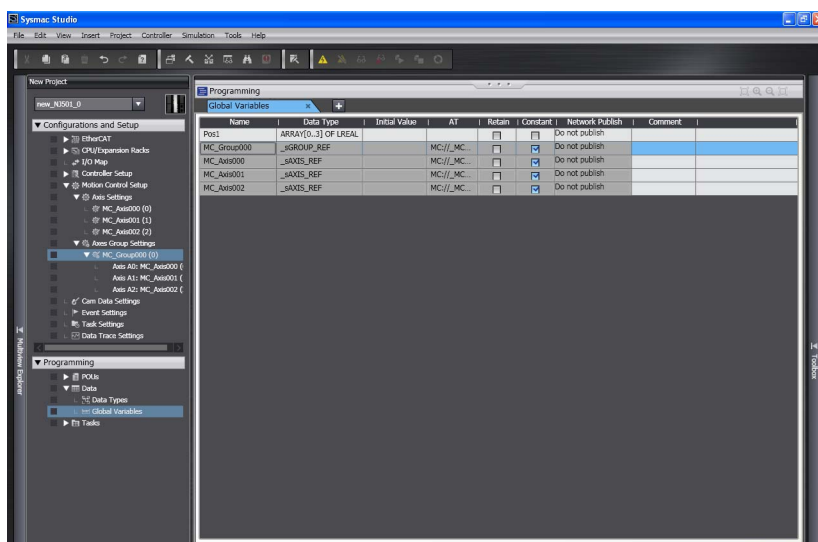 Sysmac Studio
File Edit View Insert Project Controller Simulation Tools Help
New Project
new_NJ501_0
Configurations and Setup
EtherCAT
CPU/Expansion Racks
I/O Map
Controller Setup
Motion Control Setup
Axis Settings
MC_Axis000 (0)
MC_Axis001 (1)
MC_Axis002 (2)
Axes Group Settings
MC_Group000 (0)
Axis A0: MC_Axis000 (
Axis A1: MC_Axis001 (
Axis A2: MC_Axis002 (
Cam Data Settings
Event Settings
Task Settings
Data Trace Settings
Programming
POUs
Data
Data Types
Global Variables
Tasks
Multiview Explorer
Programming
Global Variables
Name Data Type Initial Value AT Retain Constant Network Publish Comment
Pos1 ARRAY[0..3] OF LREAL Do not publish
MC_Group000 _sGROUP_REF MC://_MC... Do not publish
MC_Axis000 _sAXIS_REF MC://_MC... Do not publish
MC_Axis001 _sAXIS_REF MC://_MC... Do not publish
MC_Axis002 _sAXIS_REF MC://_MC... Do not publish
Toolbox